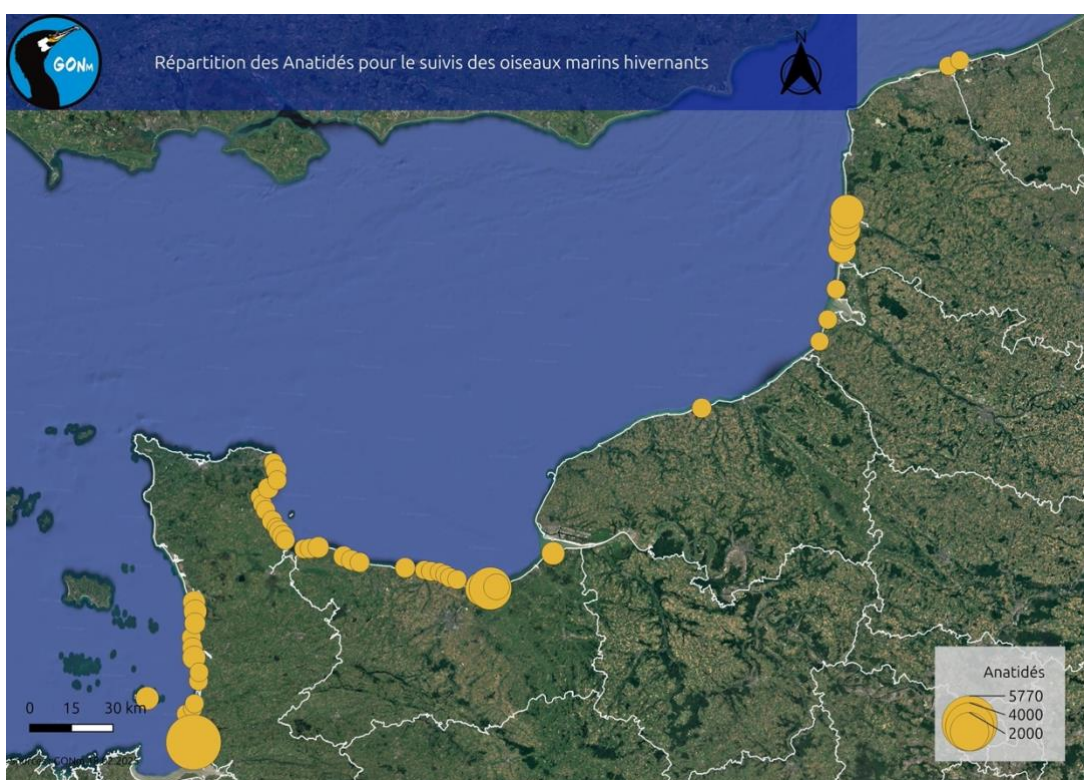 GONm
Répartition des Anatidés pour le suivis des oiseaux marins hivernants
N
0 15 30 km
Anatidés
5770
4000
2000